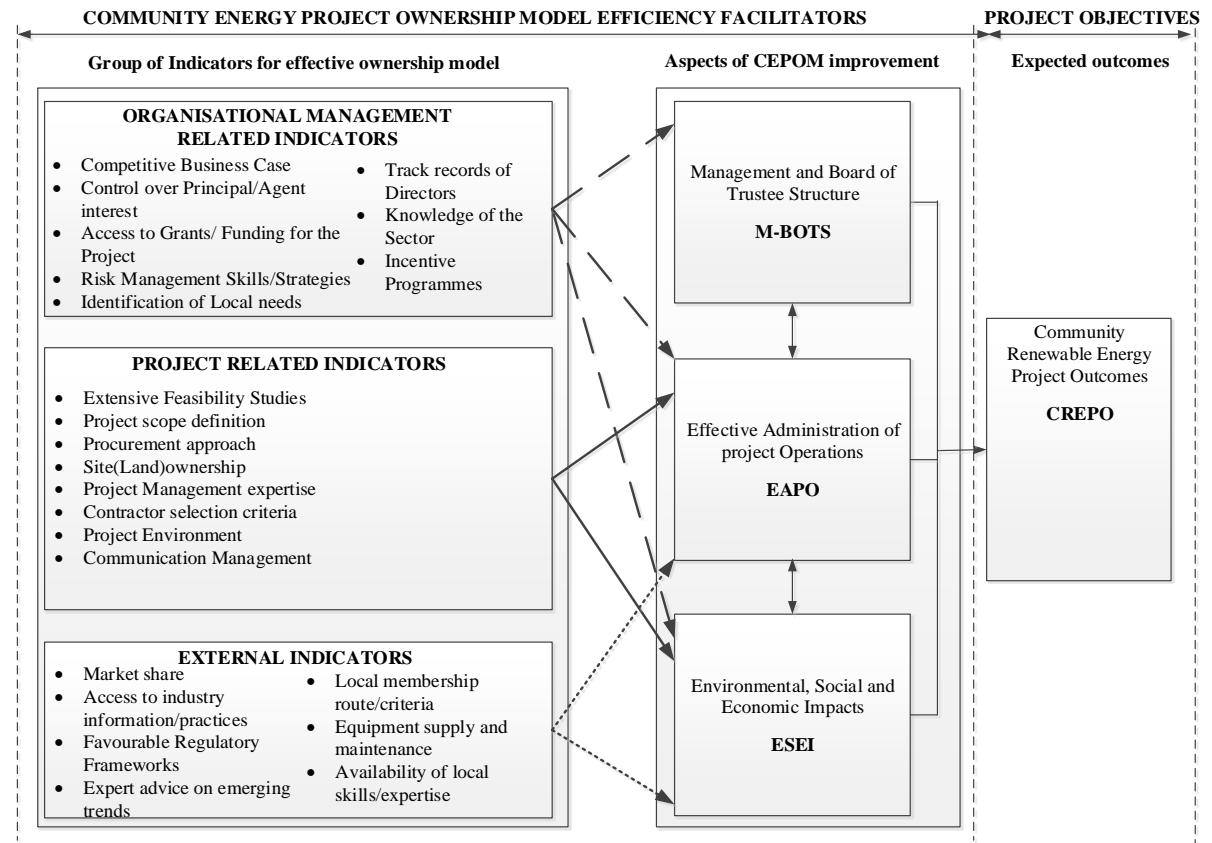 COMMUNITY ENERGY PROJECT OWNERSHIP MODEL EFFICIENCY FACILITATORS
PROJECT OBJECTIVES
Group of Indicators for effective ownership model
Aspects of CEPOM improvement
Expected outcomes
ORGANISATIONAL MANAGEMENT
RELATED INDICATORS
• Competitive Business Case
• Control over Principal/Agent
interest
• Access to Grants/ Funding for the
Project
• Risk Management Skills/Strategies
• Identification of Local needs
• Track records of
Directors
• Knowledge of the
Sector
• Incentive
Programmes
PROJECT RELATED INDICATORS
• Extensive Feasibility Studies
• Project scope definition
• Procurement approach
• Site(Land)ownership
• Project Management expertise
• Contractor selection criteria
• Project Environment
• Communication Management
EXTERNAL INDICATORS
• Market share
• Access to industry
information/practices
• Favourable Regulatory
Frameworks
• Expert advice on emerging
trends
• Local membership
route/criteria
• Equipment supply and
maintenance
• Availability of local
skills/expertise
Management and Board of
Trustee Structure
M-BOTS
Effective Administration of
project Operations
EAPO
Environmental, Social and
Economic Impacts
ESEI
Community
Renewable Energy
Project Outcomes
CREPO